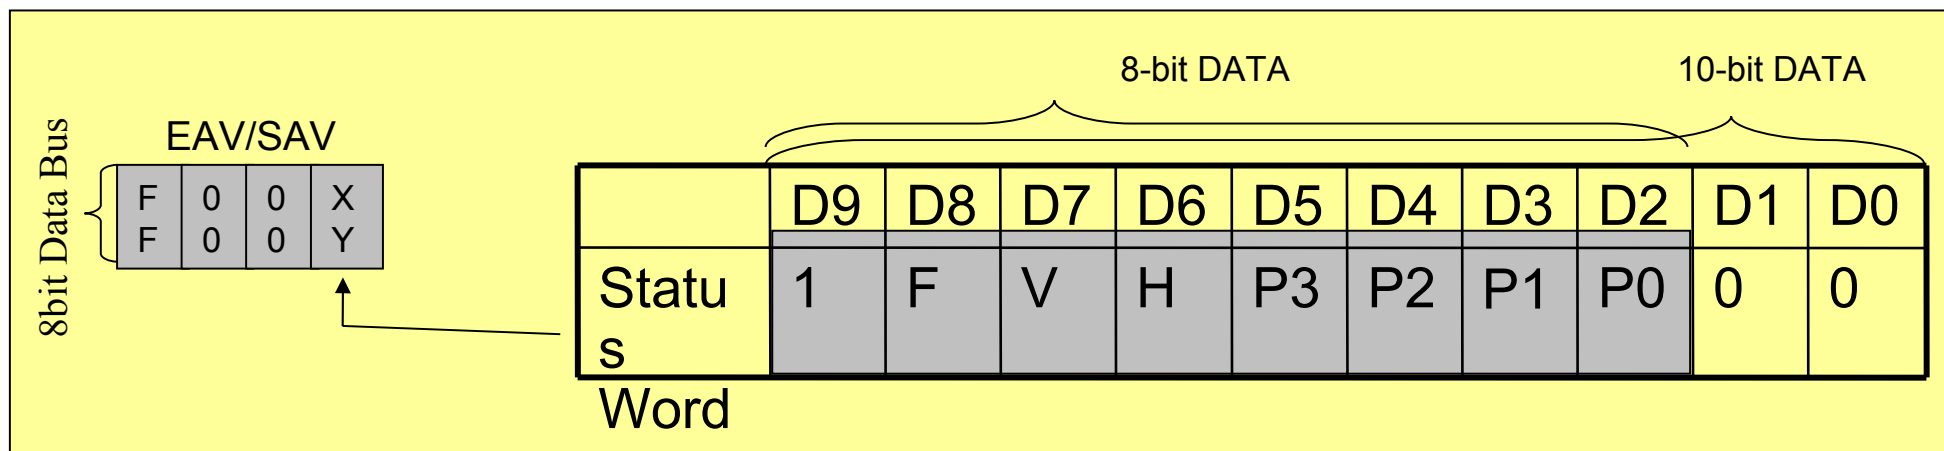 8-bit DATA 10-bit DATA
8bit Data Bus
EAV/SAV
F 0 0 X
F 0 0 Y
D9 D8 D7 D6 D5 D4 D3 D2 D1 D0
Statu 1 F V H P3 P2 P1 P0 0 0
s
Word